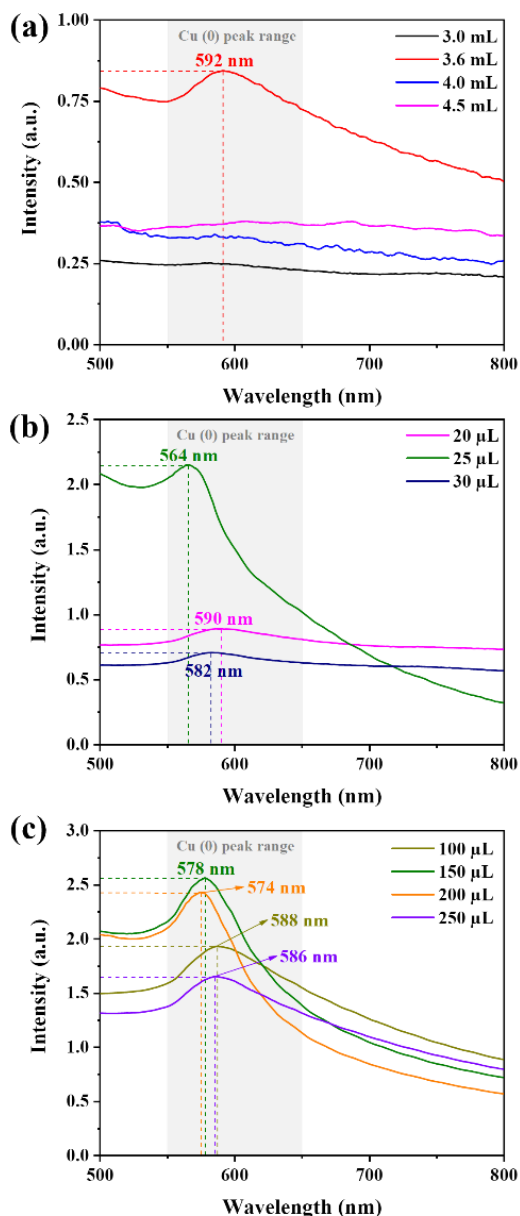 (a)
Cu (0) peak range
592 nm
3.0 mL
3.6 mL
4.0 mL
4.5 mL
1.00
0.75
0.50
0.25
0.00
Intensity (a.u.)
500
600
700
800
Wavelength (nm)
(b)
Cu (0) peak range
564 nm
590 nm
582 nm
20 µL
25 µL
30 µL
2.5
2.0
1.5
1.0
0.5
0.0
Intensity (a.u.)
500
600
700
800
Wavelength (nm)
(c)
Cu (0) peak range
578 nm
574 nm
588 nm
586 nm
100 µL
150 µL
200 µL
250 µL
3.0
2.5
2.0
1.5
1.0
0.5
0.0
Intensity (a.u.)
500
600
700
800
Wavelength (nm)